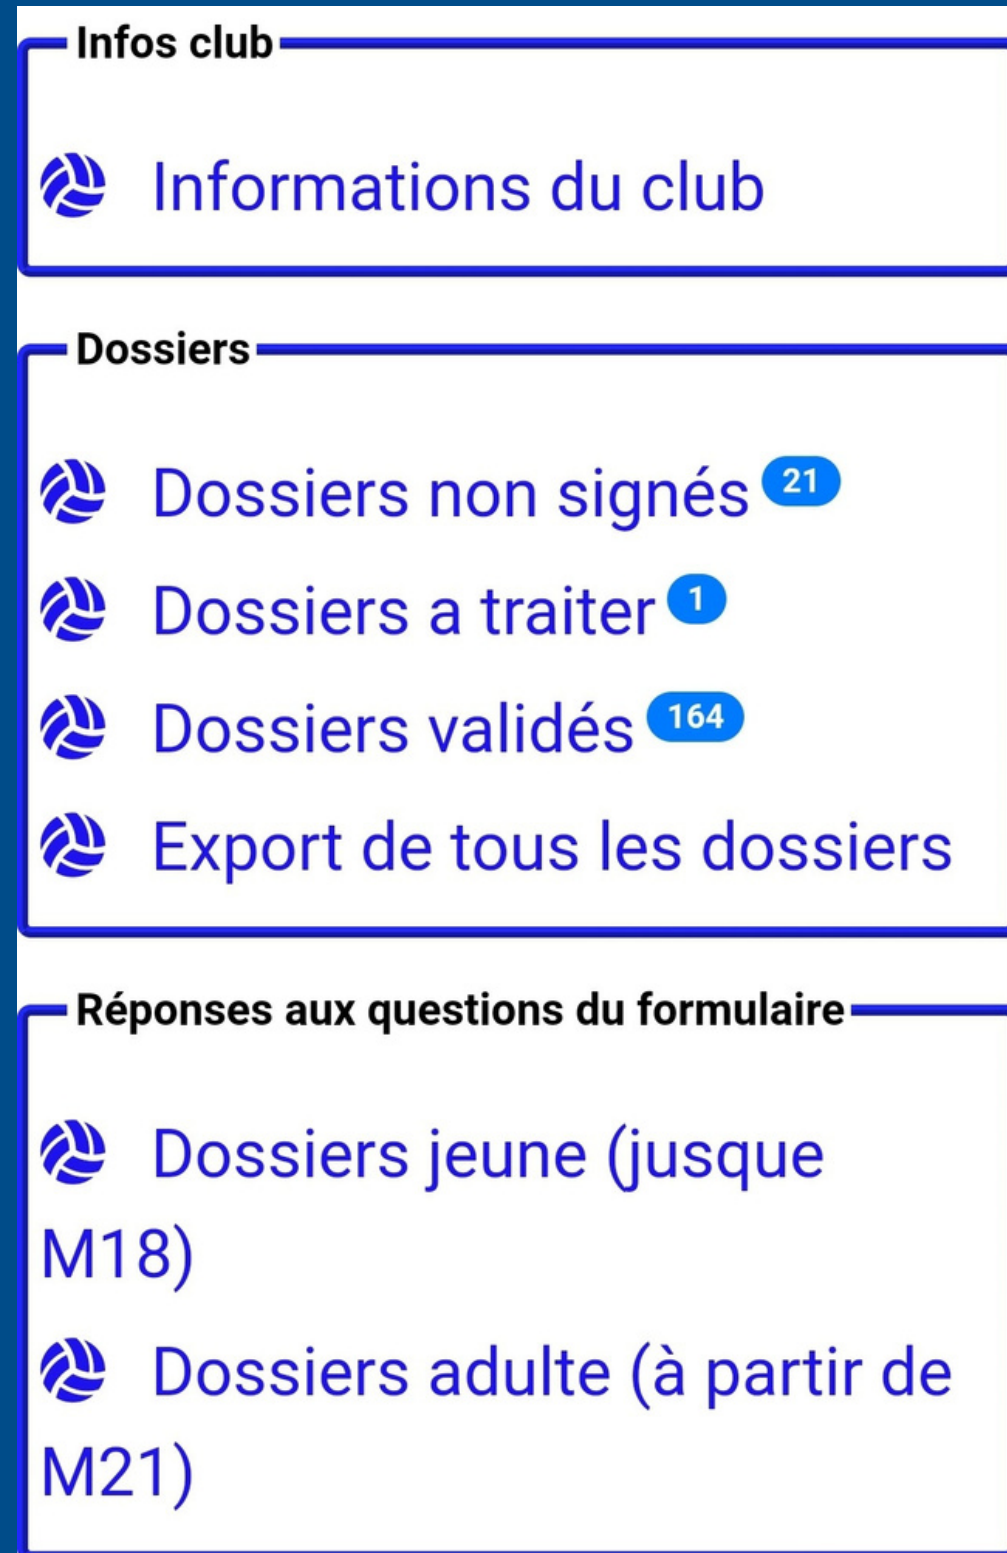 Infos club
Informations du club
Dossiers
Dossiers non signés 21
Dossiers a traiter 1
Dossiers validés 164
Export de tous les dossiers
Réponses aux questions du formulaire
Dossiers jeune (jusque
M18)
Dossiers adulte (à partir de
M21)